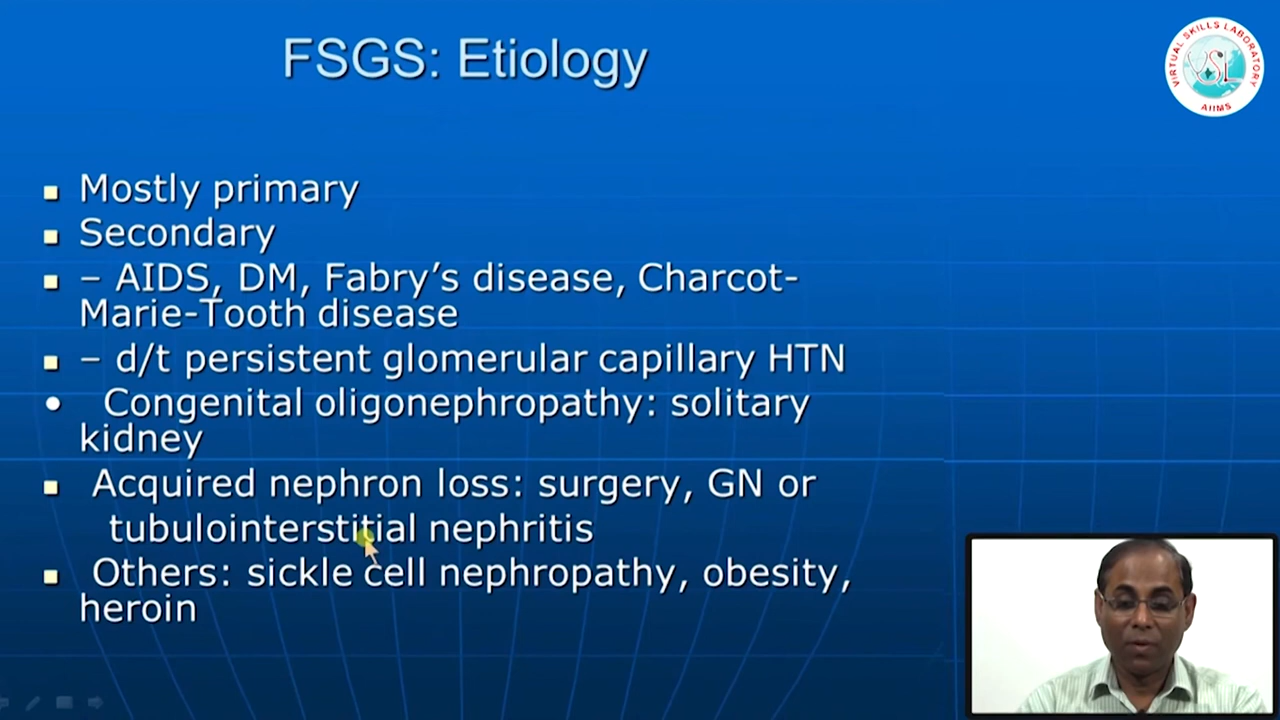 FSGS: Etiology
VIRTUAL SKILLS LABORATORY
VSL
AIIMS
Mostly primary
Secondary
– AIDS, DM, Fabry’s disease, Charcot-
Marie-Tooth disease
– d/t persistent glomerular capillary HTN
Congenital oligonephropathy: solitary
kidney
Acquired nephron loss: surgery, GN or
tubulointerstitial nephritis
Others: sickle cell nephropathy, obesity,
heroin